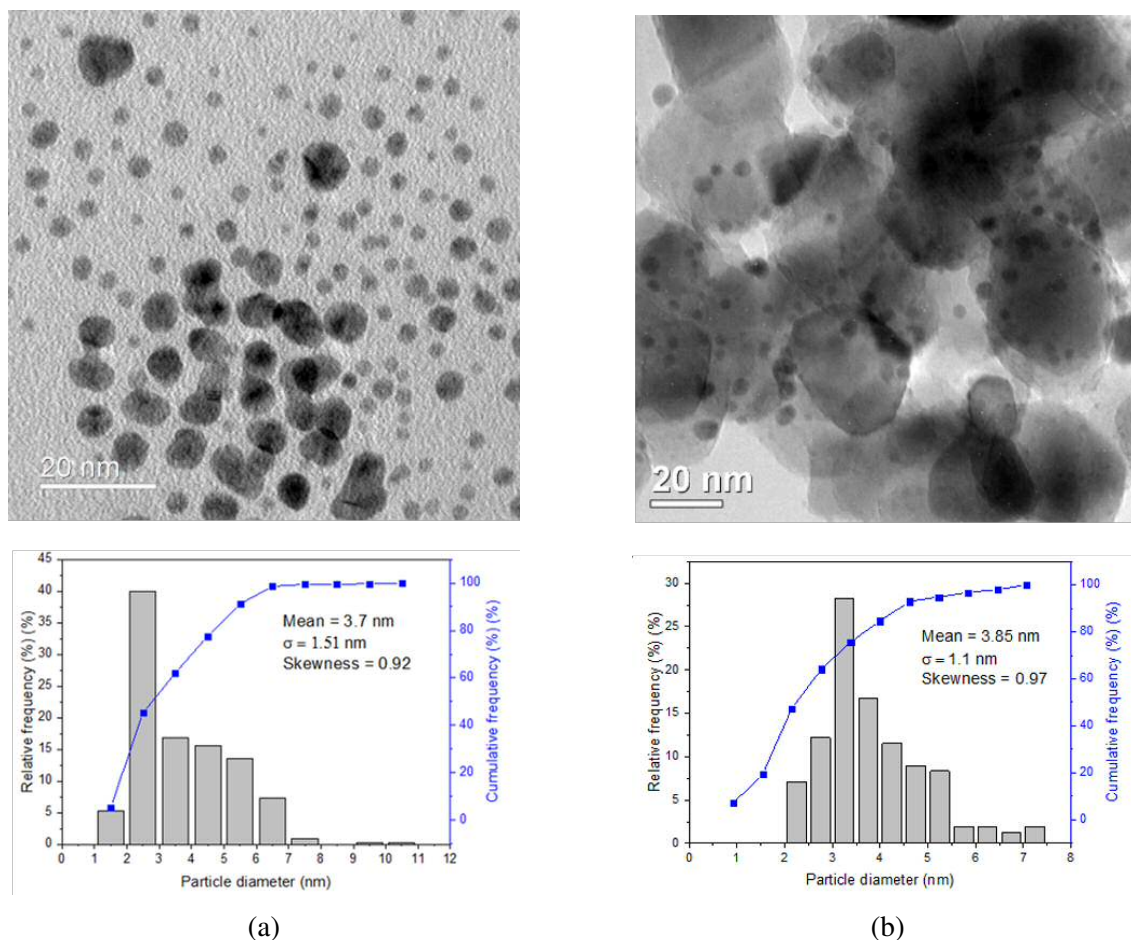 20 nm
20 nm
45
40
35
30
25
20
15
10
5
0
Relative frequency (%) (%)
Mean = 3.7 nm
σ = 1.51 nm
Skewness = 0.92
100
80
60
40
20
0
Cumulative frequency (%) (%)
0 1 2 3 4 5 6 7 8 9 10 11 12
Particle diameter (nm)
30
25
20
15
10
5
0
Relative frequency (%) (%)
Mean = 3.85 nm
σ = 1.1 nm
Skewness = 0.97
100
80
60
40
20
0
Cumulative frequency (%) (%)
0 1 2 3 4 5 6 7 8
Particle diameter (nm)
(a)
(b)